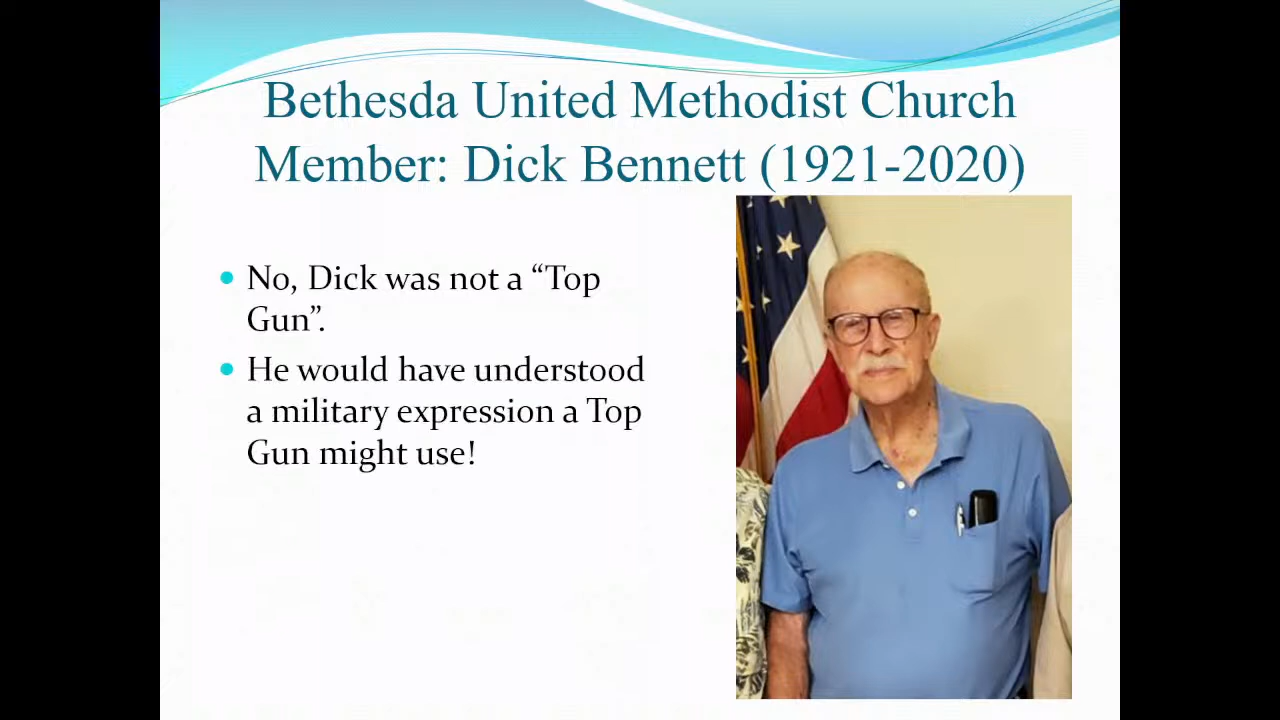 Bethesda United Methodist Church
Member: Dick Bennett (1921-2020)
No, Dick was not a “Top
Gun”.
He would have understood
a military expression a Top
Gun might use!